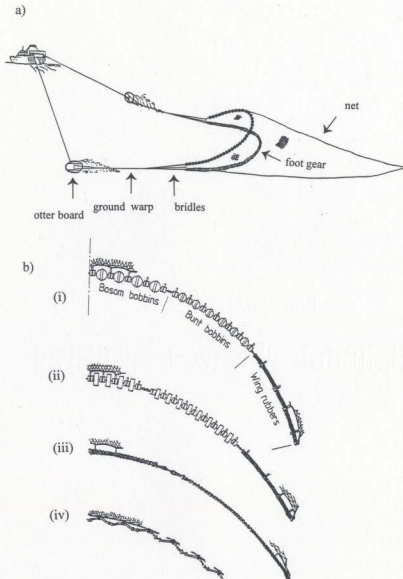 a)
net
foot gear
ground warp
bridles
otter board
b)
(i)
Bosom bobbins
Bunt bobbins
Wing rubbers
(ii)
(iii)
(iv)